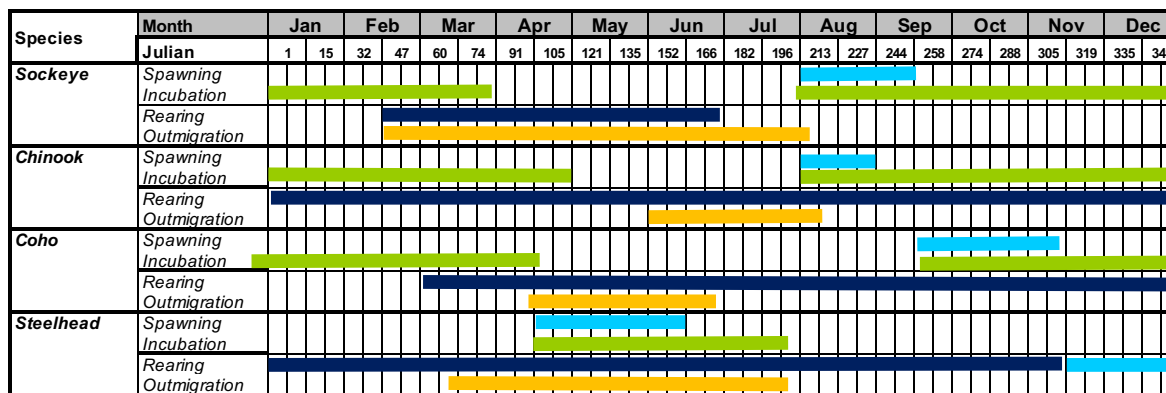 Species Month Jan Feb Mar Apr May Jun Jul Aug Sep Oct Nov Dec
Julian 1 15 32 47 60 74 91 105 121 135 152 166 182 196 213 227 244 258 274 288 305 319 335 34
Sockeye Spawning
Incubation
Rearing
Outmigration
Chinook Spawning
Incubation
Rearing
Outmigration
Coho Spawning
Incubation
Rearing
Outmigration
Steelhead Spawning
Incubation
Rearing
Outmigration